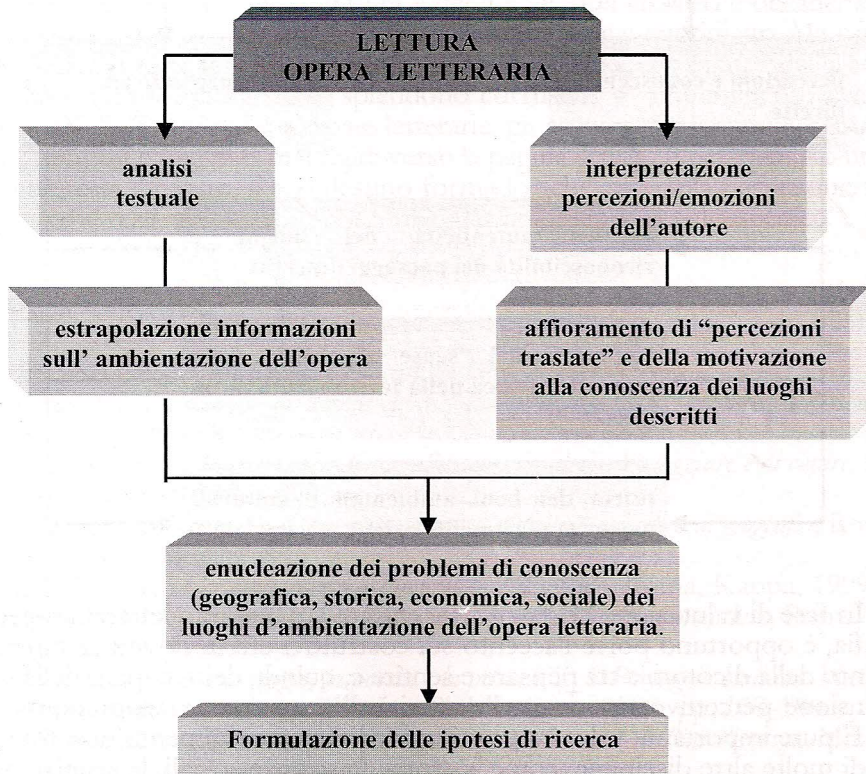 LETTURA
OPERA LETTERARIA
analisi
testuale
interpretazione
percezioni/emozioni
dell'autore
estrapolazione informazioni
sull' ambientazione dell'opera
affioramento di “percezioni
traslate” e della motivazione
alla conoscenza dei luoghi
descritti
enucleazione dei problemi di conoscenza
(geografica, storica, economica, sociale) dei
luoghi d'ambientazione dell'opera letteraria.
Formulazione delle ipotesi di ricerca